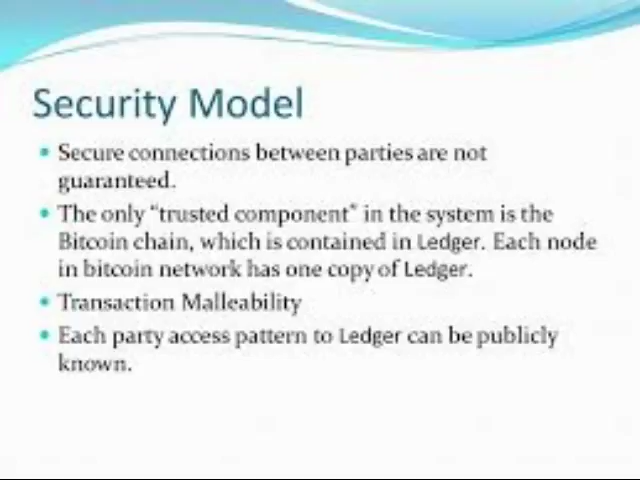 Security Model
• Secure connections between parties are not
guaranteed.
• The only “trusted component” in the system is the
Bitcoin chain, which is contained in Ledger. Each node
in bitcoin network has one copy of Ledger.
• Transaction Malleability
• Each party access pattern to Ledger can be publicly
known.